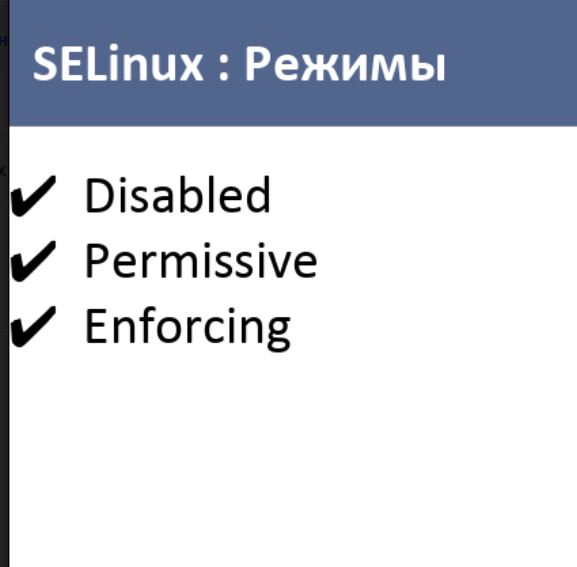 SELinux : Режимы
✔ Disabled
✔ Permissive
✔ Enforcing